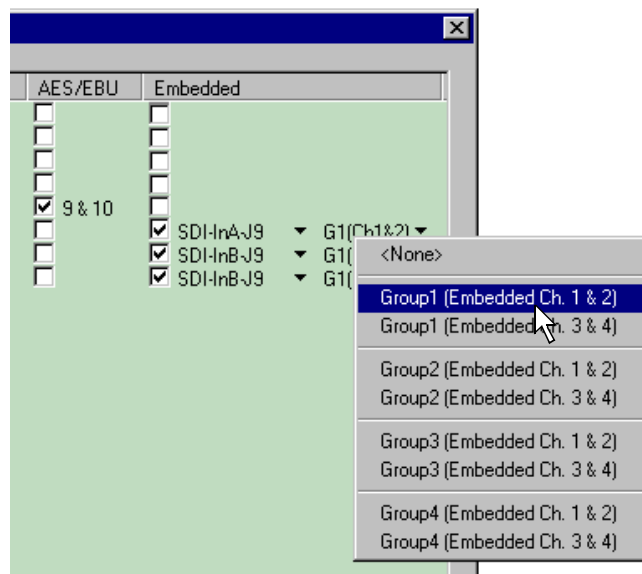 AES/EBU Embedded
9 & 10
SDI-InA-J9 G1(Ch1&2)
SDI-InB-J9 G1(
SDI-InB-J9 G1(
<None>
Group1 (Embedded Ch. 1 & 2)
Group1 (Embedded Ch. 3 & 4)
Group2 (Embedded Ch. 1 & 2)
Group2 (Embedded Ch. 3 & 4)
Group3 (Embedded Ch. 1 & 2)
Group3 (Embedded Ch. 3 & 4)
Group4 (Embedded Ch. 1 & 2)
Group4 (Embedded Ch. 3 & 4)